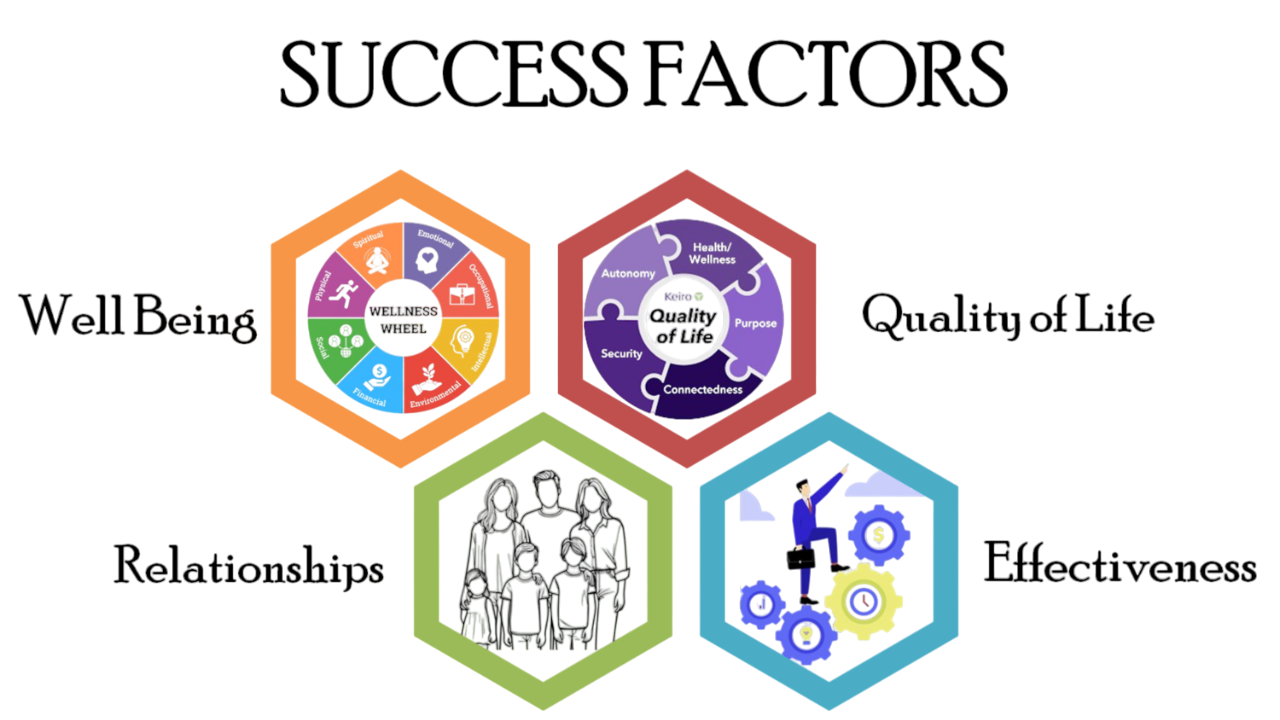 SUCCESS FACTORS
Well Being
Spiritual
Emotional
Physical
Occupational
WELLNESS
WHEEL
Social
Intellectual
Financial
Environmental
Health/
Wellness
Autonomy
Keiro
Quality
of Life
Purpose
Security
Connectedness
Quality of Life
Relationships
$
Effectiveness